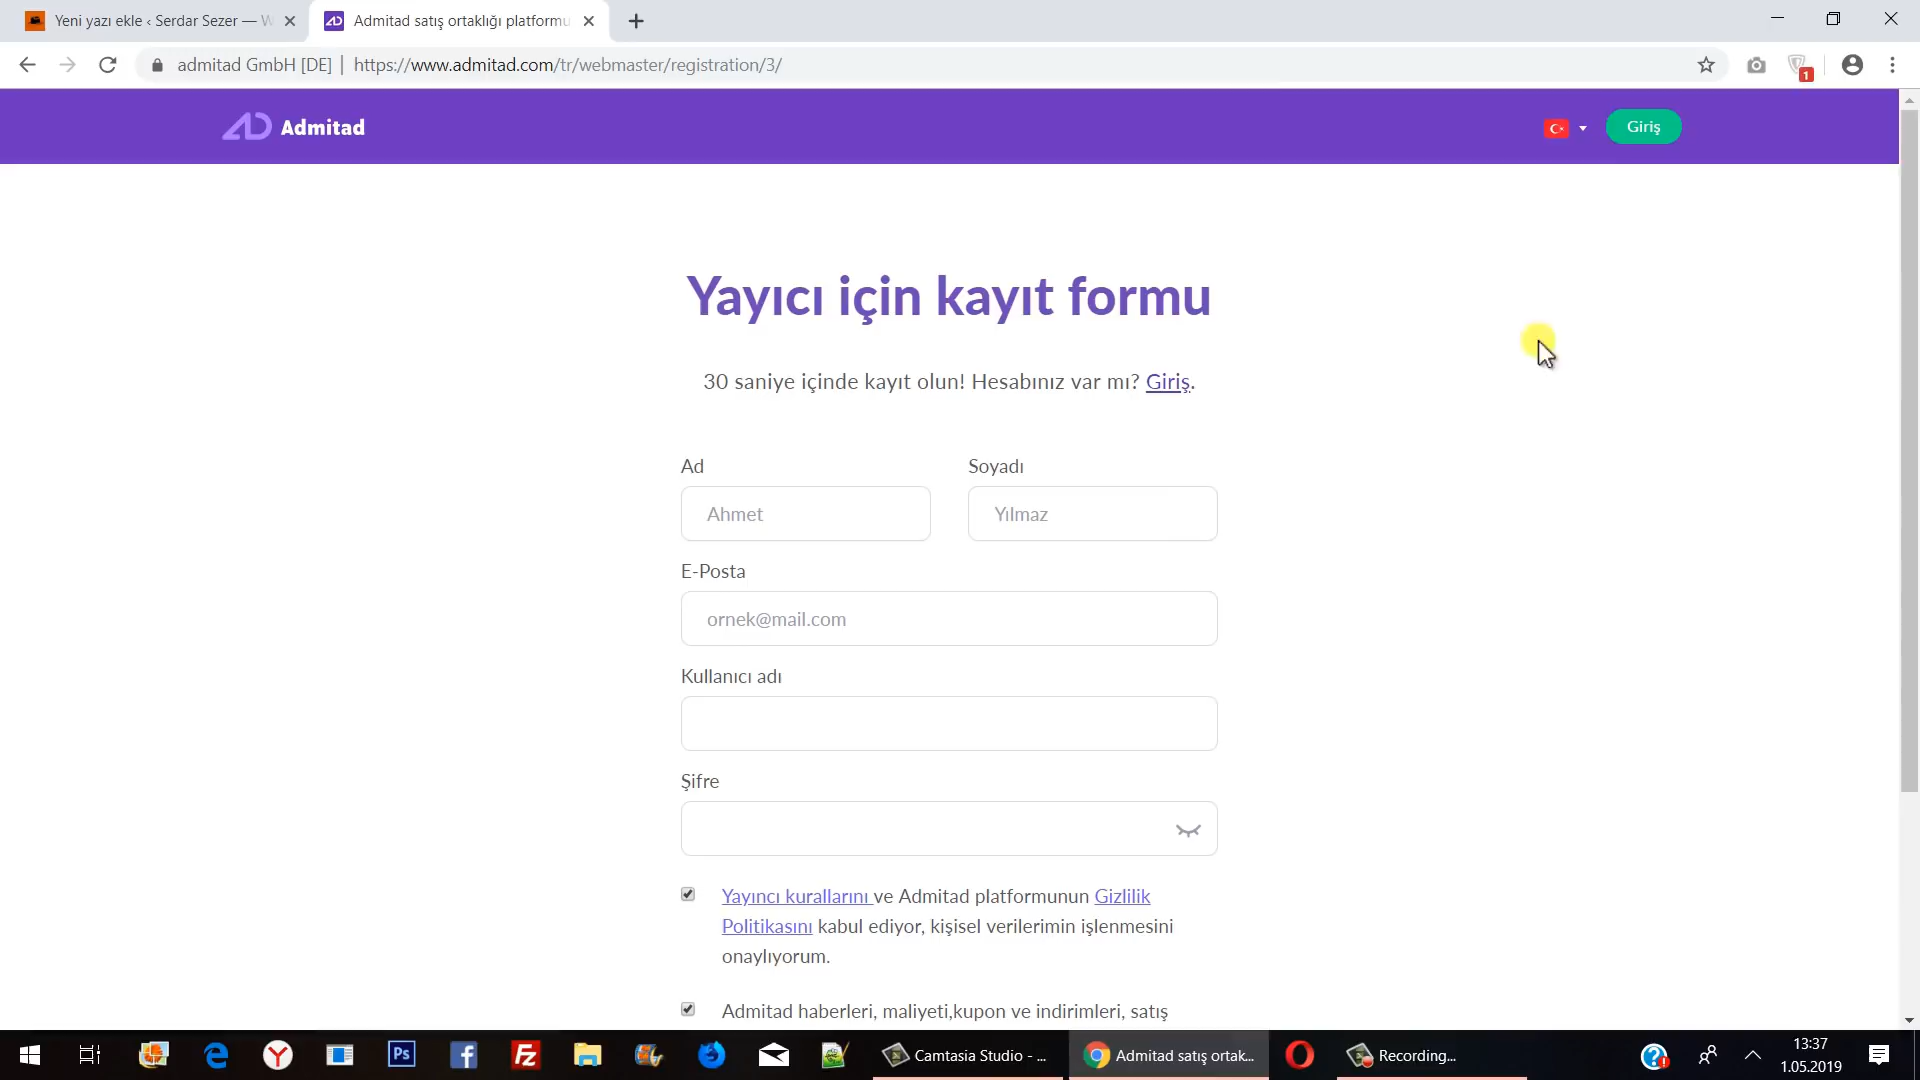 Yeni yazı ekle ‹ Serdar Sezer — W
Admitad satış ortaklığı platformu
admitad GmbH [DE] | https://www.admitad.com/tr/webmaster/registration/3/
1
Admitad
Giriş
Yayıcı için kayıt formu
30 saniye içinde kayıt olun! Hesabınız var mı? Giriş.
Ad
Soyadı
Ahmet
Yılmaz
E-Posta
ornek@mail.com
Kullanıcı adı
Şifre
Yayıncı kurallarını ve Admitad platformunun Gizlilik
Politikasını kabul ediyor, kişisel verilerimin işlenmesini
onaylıyorum.
Admitad haberleri, maliyeti,kupon ve indirimleri, satış
Ps
Fz
Camtasia Studio - ...
Admitad satış ortak...
Recording...
13:37
1.05.2019